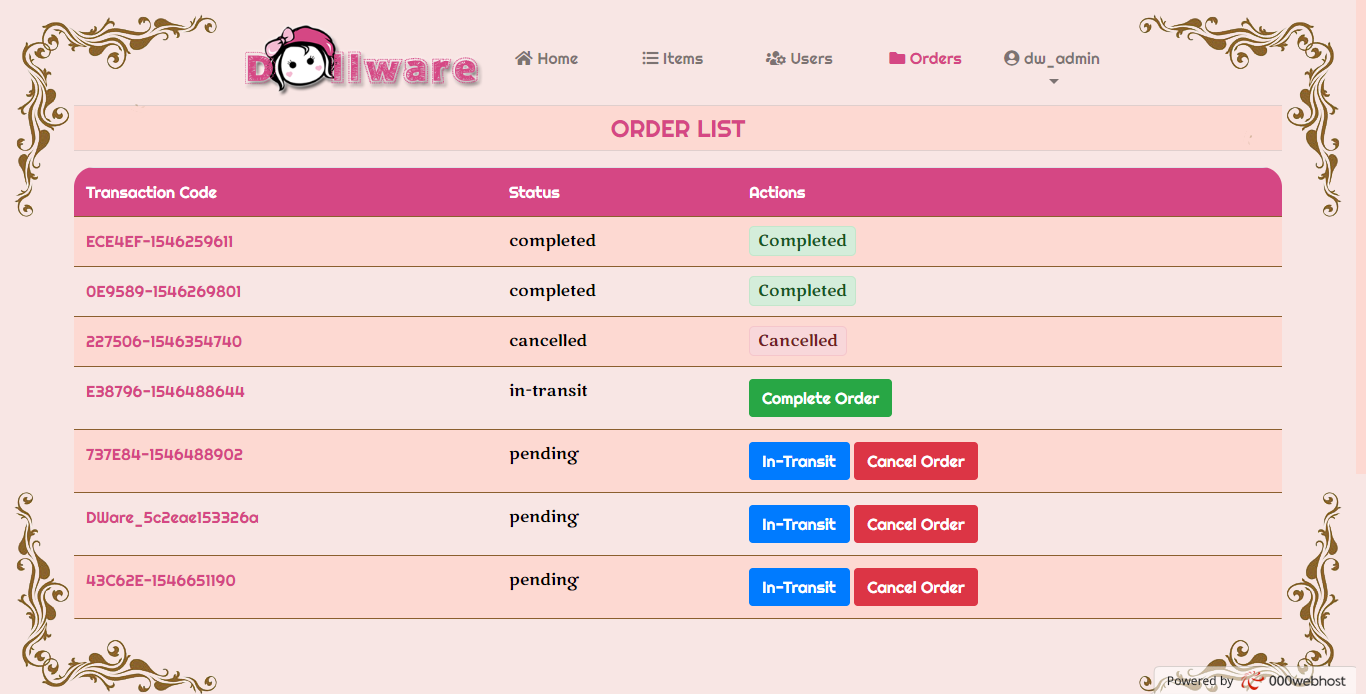 Dollware Home Items Users Orders dw_admin
ORDER LIST
Transaction Code Status Actions
ECE4EF-1546259611 completed Completed
0E9589-1546269801 completed Completed
227506-1546354740 cancelled Cancelled
E38796-1546488644 in-transit Complete Order
737E84-1546488902 pending In-Transit Cancel Order
DWare_5c2eae153326a pending In-Transit Cancel Order
43C62E-1546651190 pending In-Transit Cancel Order
Powered by 000webhost